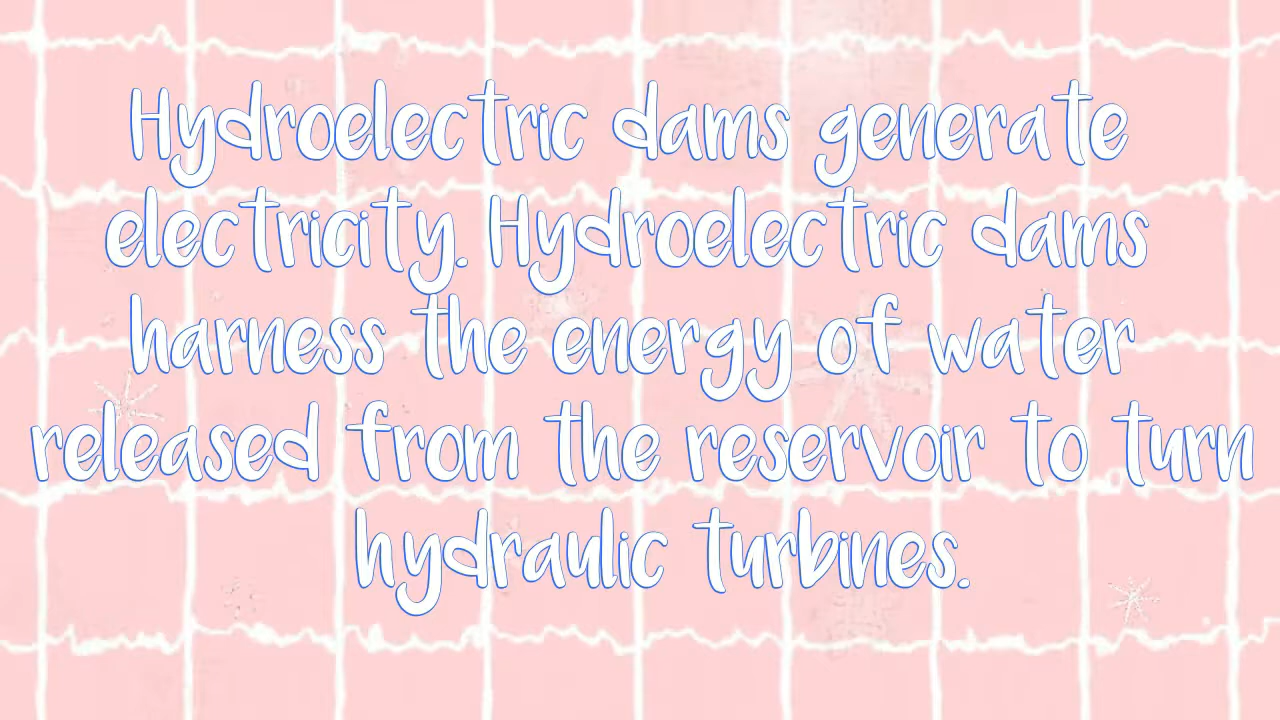 Hydroelectric dams generate
electricity. Hydroelectric dams
harness the energy of water
released from the reservoir to turn
hydraulic turbines.